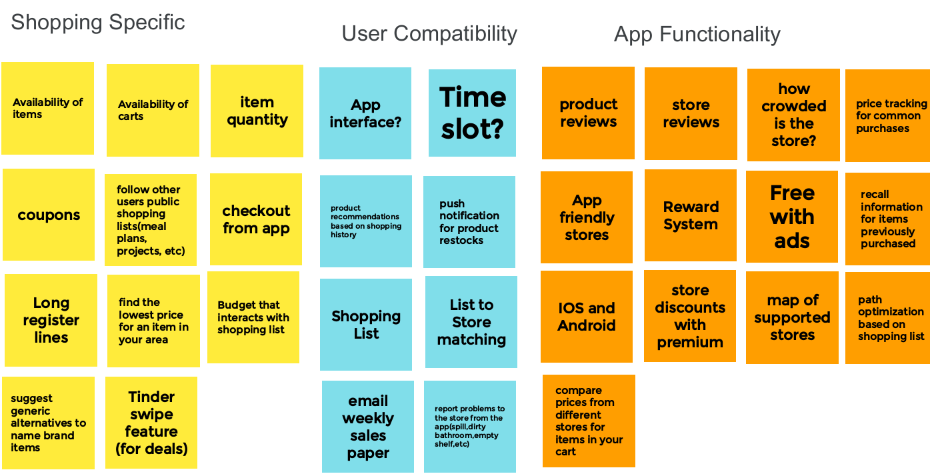 Shopping Specific
User Compatibility
App Functionality
Availability of
items
Availability of
carts
item
quantity
coupons
follow other
users public
shopping
lists(meal
plans,
projects, etc)
checkout
from app
Long
register
lines
find the
lowest price
for an item in
your area
Budget that
interacts with
shopping list
suggest
generic
alternatives to
name brand
items
Tinder
swipe
feature
(for deals)
App
interface?
Time
slot?
product
recommendations
based on shopping
history
push
notification
for product
restocks
Shopping
List
List to
Store
matching
email
weekly
sales
paper
report problems to
the store from the
app(spill,dirty
bathroom,empty
shelf,etc)
product
reviews
store
reviews
how
crowded
is the
store?
price tracking
for common
purchases
App
friendly
stores
Reward
System
Free
with
ads
recall
information
for items
previously
purchased
IOS and
Android
store
discounts
with
premium
map of
supported
stores
path
optimization
based on
shopping list
compare
prices from
different
stores for
items in your
cart